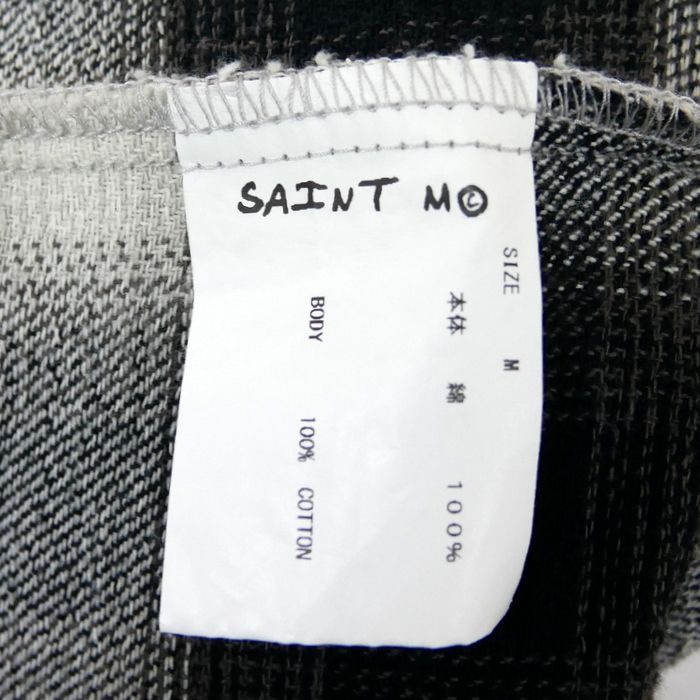 SAINT M©
SIZE M
本体 綿 100%
BODY 100% COTTON